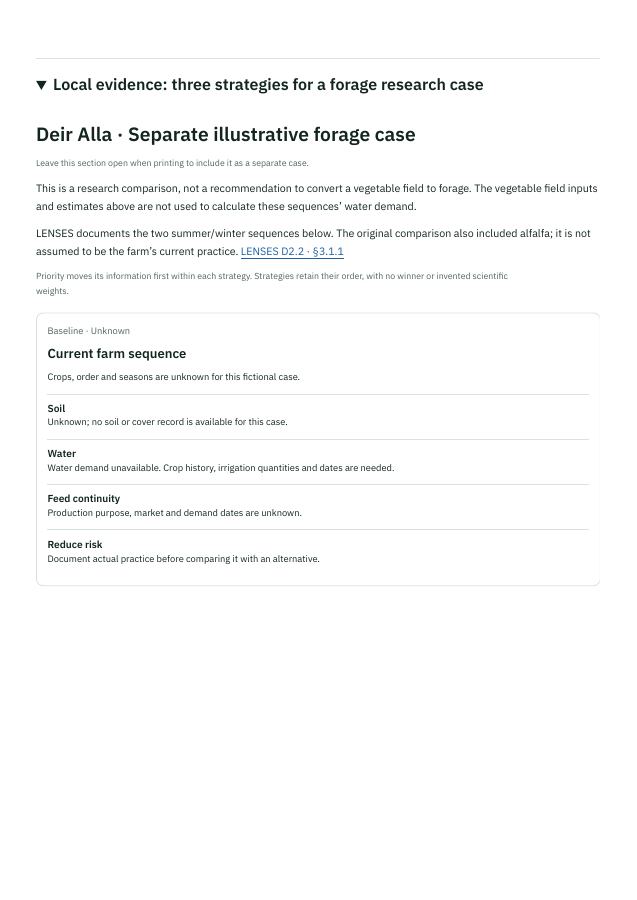 ▼ Local evidence: three strategies for a forage research case
Deir Alla · Separate illustrative forage case
Leave this section open when printing to include it as a separate case.
This is a research comparison, not a recommendation to convert a vegetable field to forage. The vegetable field inputs
and estimates above are not used to calculate these sequences’ water demand.
LENSES documents the two summer/winter sequences below. The original comparison also included alfalfa; it is not
assumed to be the farm’s current practice. LENSES D2.2 · §3.1.1
Priority moves its information first within each strategy. Strategies retain their order, with no winner or invented scientific
weights.
Baseline · Unknown
Current farm sequence
Crops, order and seasons are unknown for this fictional case.
Soil
Unknown; no soil or cover record is available for this case.
Water
Water demand unavailable. Crop history, irrigation quantities and dates are needed.
Feed continuity
Production purpose, market and demand dates are unknown.
Reduce risk
Document actual practice before comparing it with an alternative.